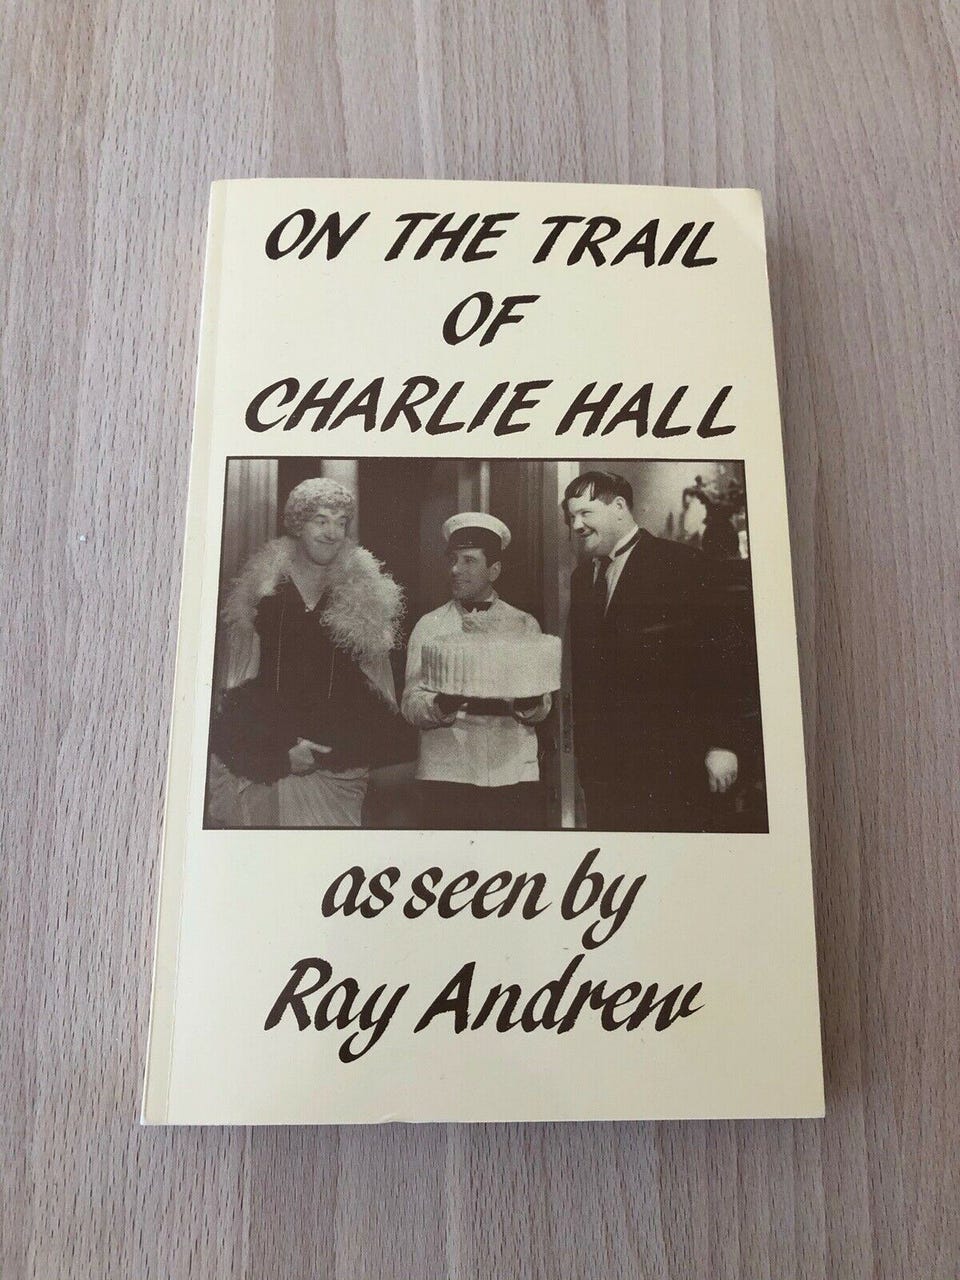 ON THE TRAIL
OF
CHARLIE HALL
as seen by
Ray Andrew